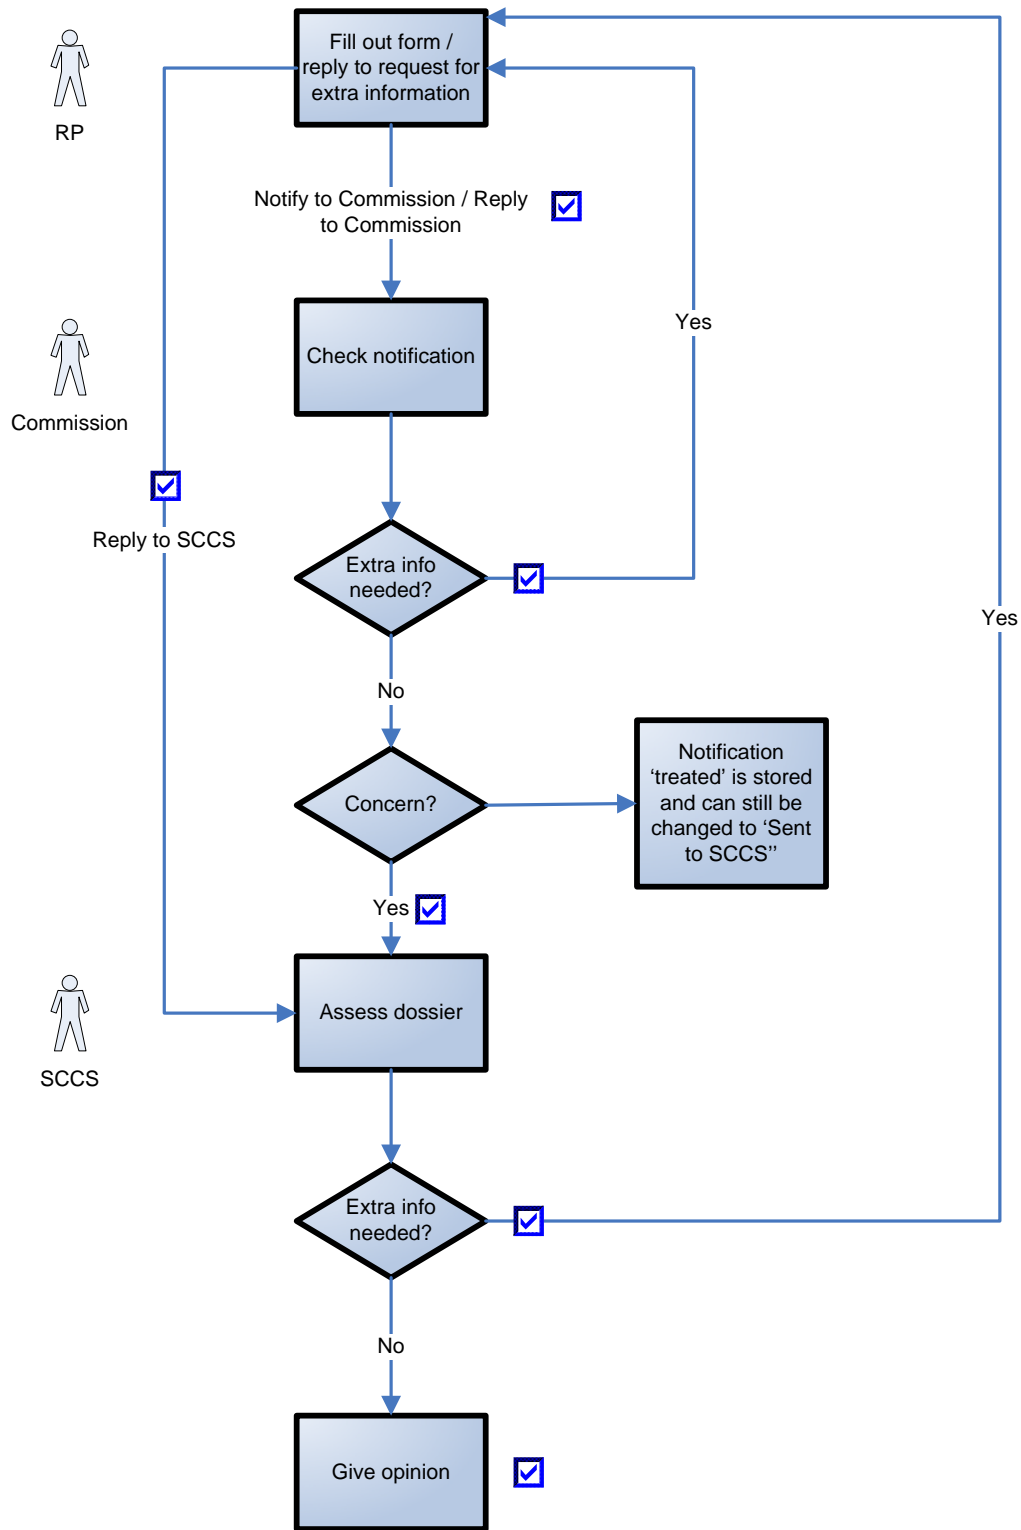 Fill out form /
reply to request for
extra information
RP
Notify to Commission / Reply
to Commission
Yes
Check notification
Commission
Reply to SCCS
Extra info
needed?
Yes
No
Notification
‘treated’ is stored
and can still be
changed to ‘Sent
to SCCS’’
Concern?
Yes
Assess dossier
SCCS
Extra info
needed?
No
Give opinion